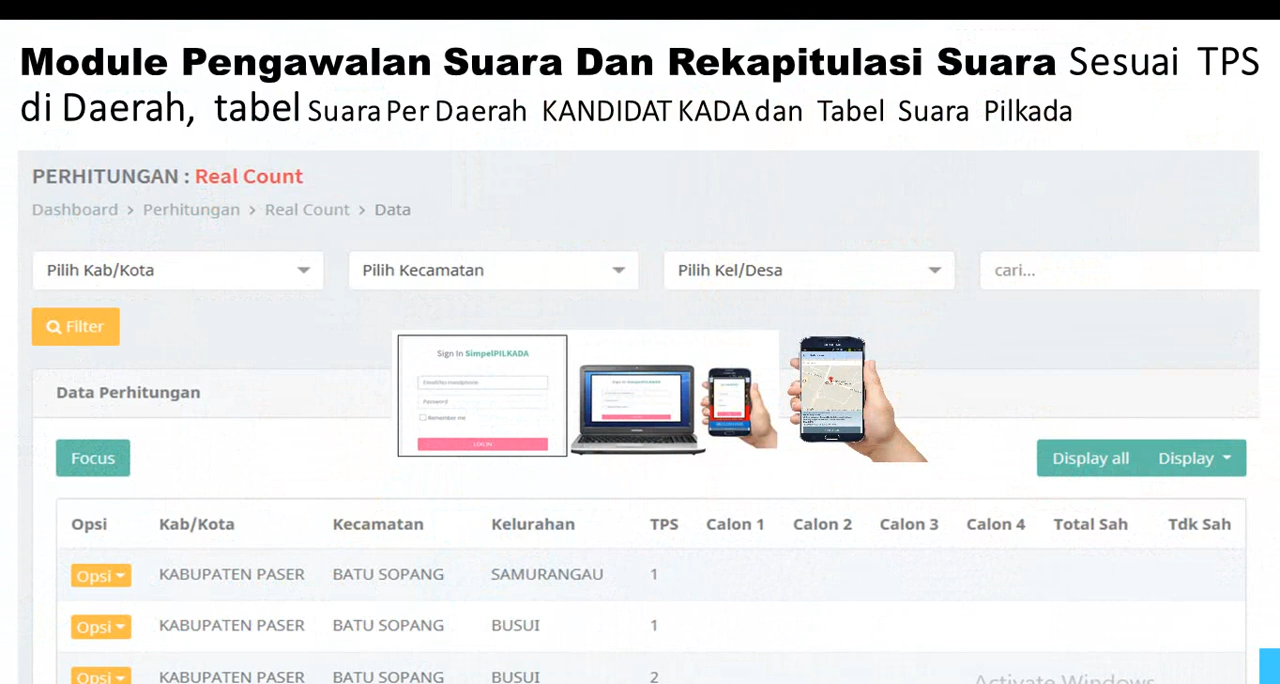 Module Pengawalan Suara Dan Rekapitulasi Suara Sesuai TPS
di Daerah, tabel Suara Per Daerah KANDIDAT KADA dan Tabel Suara Pilkada
PERHITUNGAN : Real Count
Dashboard > Perhitungan > Real Count > Data
Pilih Kab/Kota Pilih Kecamatan Pilih Kel/Desa cari...
Filter
Sign In SimpelPILKADA
Password
Remember me
LOGIN
Data Perhitungan
Focus Display all Display
Opsi Kab/Kota Kecamatan Kelurahan TPS Calon 1 Calon 2 Calon 3 Calon 4 Total Sah Tdk Sah
Opsi KABUPATEN PASER BATU SOPANG SAMURANGAU 1
Opsi KABUPATEN PASER BATU SOPANG BUSUI 1
Opsi KABUPATEN PASER BATU SOPANG BUSUI 2
Activate Windows